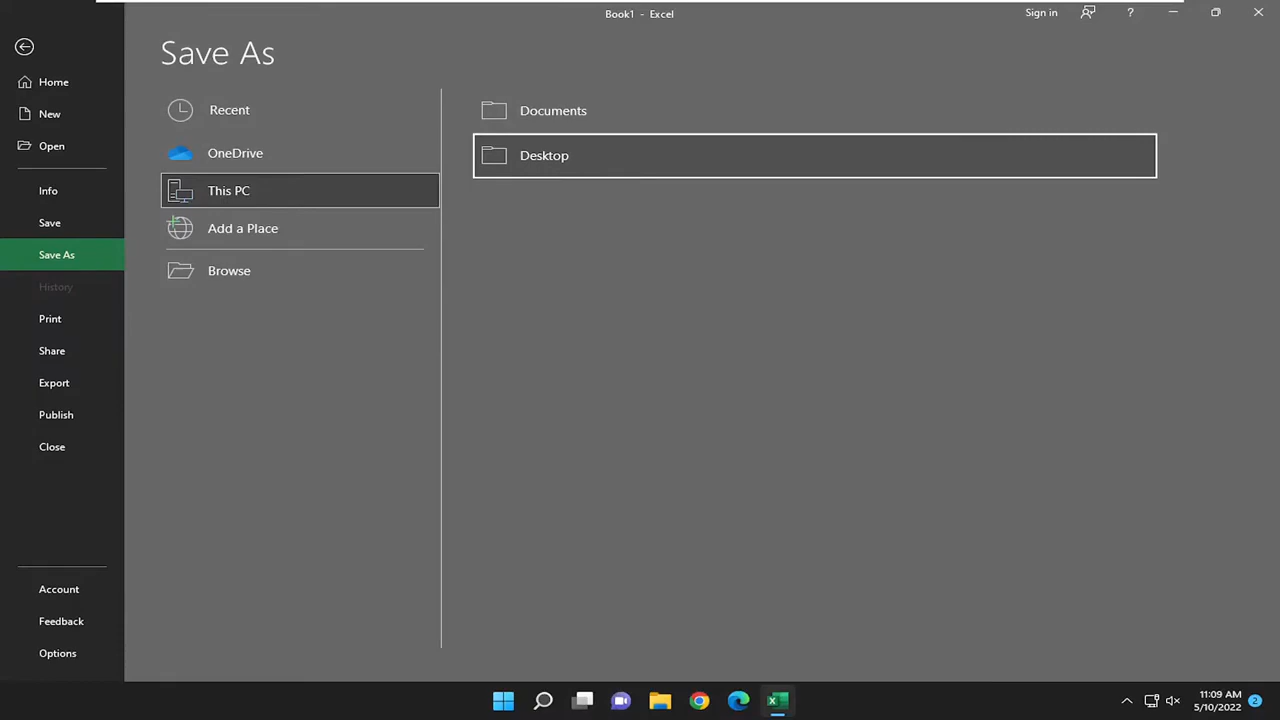 Book1 - Excel
Sign in
?
Save As
Home
New
Open
Info
Save
Save As
History
Print
Share
Export
Publish
Close
Account
Feedback
Options
Recent
OneDrive
This PC
Add a Place
Browse
Documents
Desktop
11:09 AM
5/10/2022
2